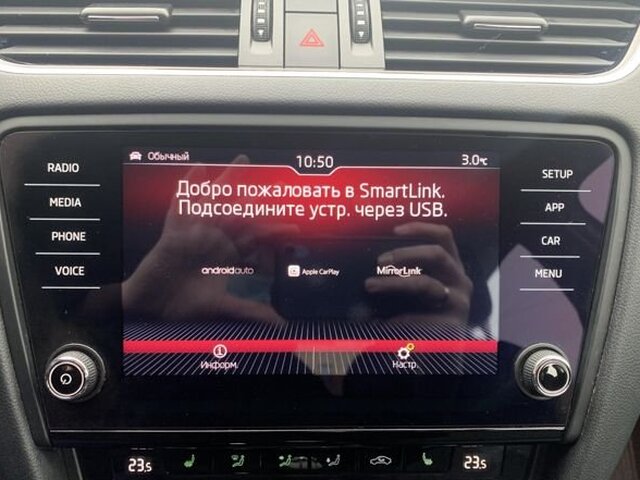 RADIO
MEDIA
PHONE
VOICE
Обычный
10:50
3.0°C
Добро пожаловать в SmartLink.
Подсоедините устр. через USB.
androidauto
Apple CarPlay
MirrorLink
Информ.
Настр.
SETUP
APP
CAR
MENU
23.5
23.5